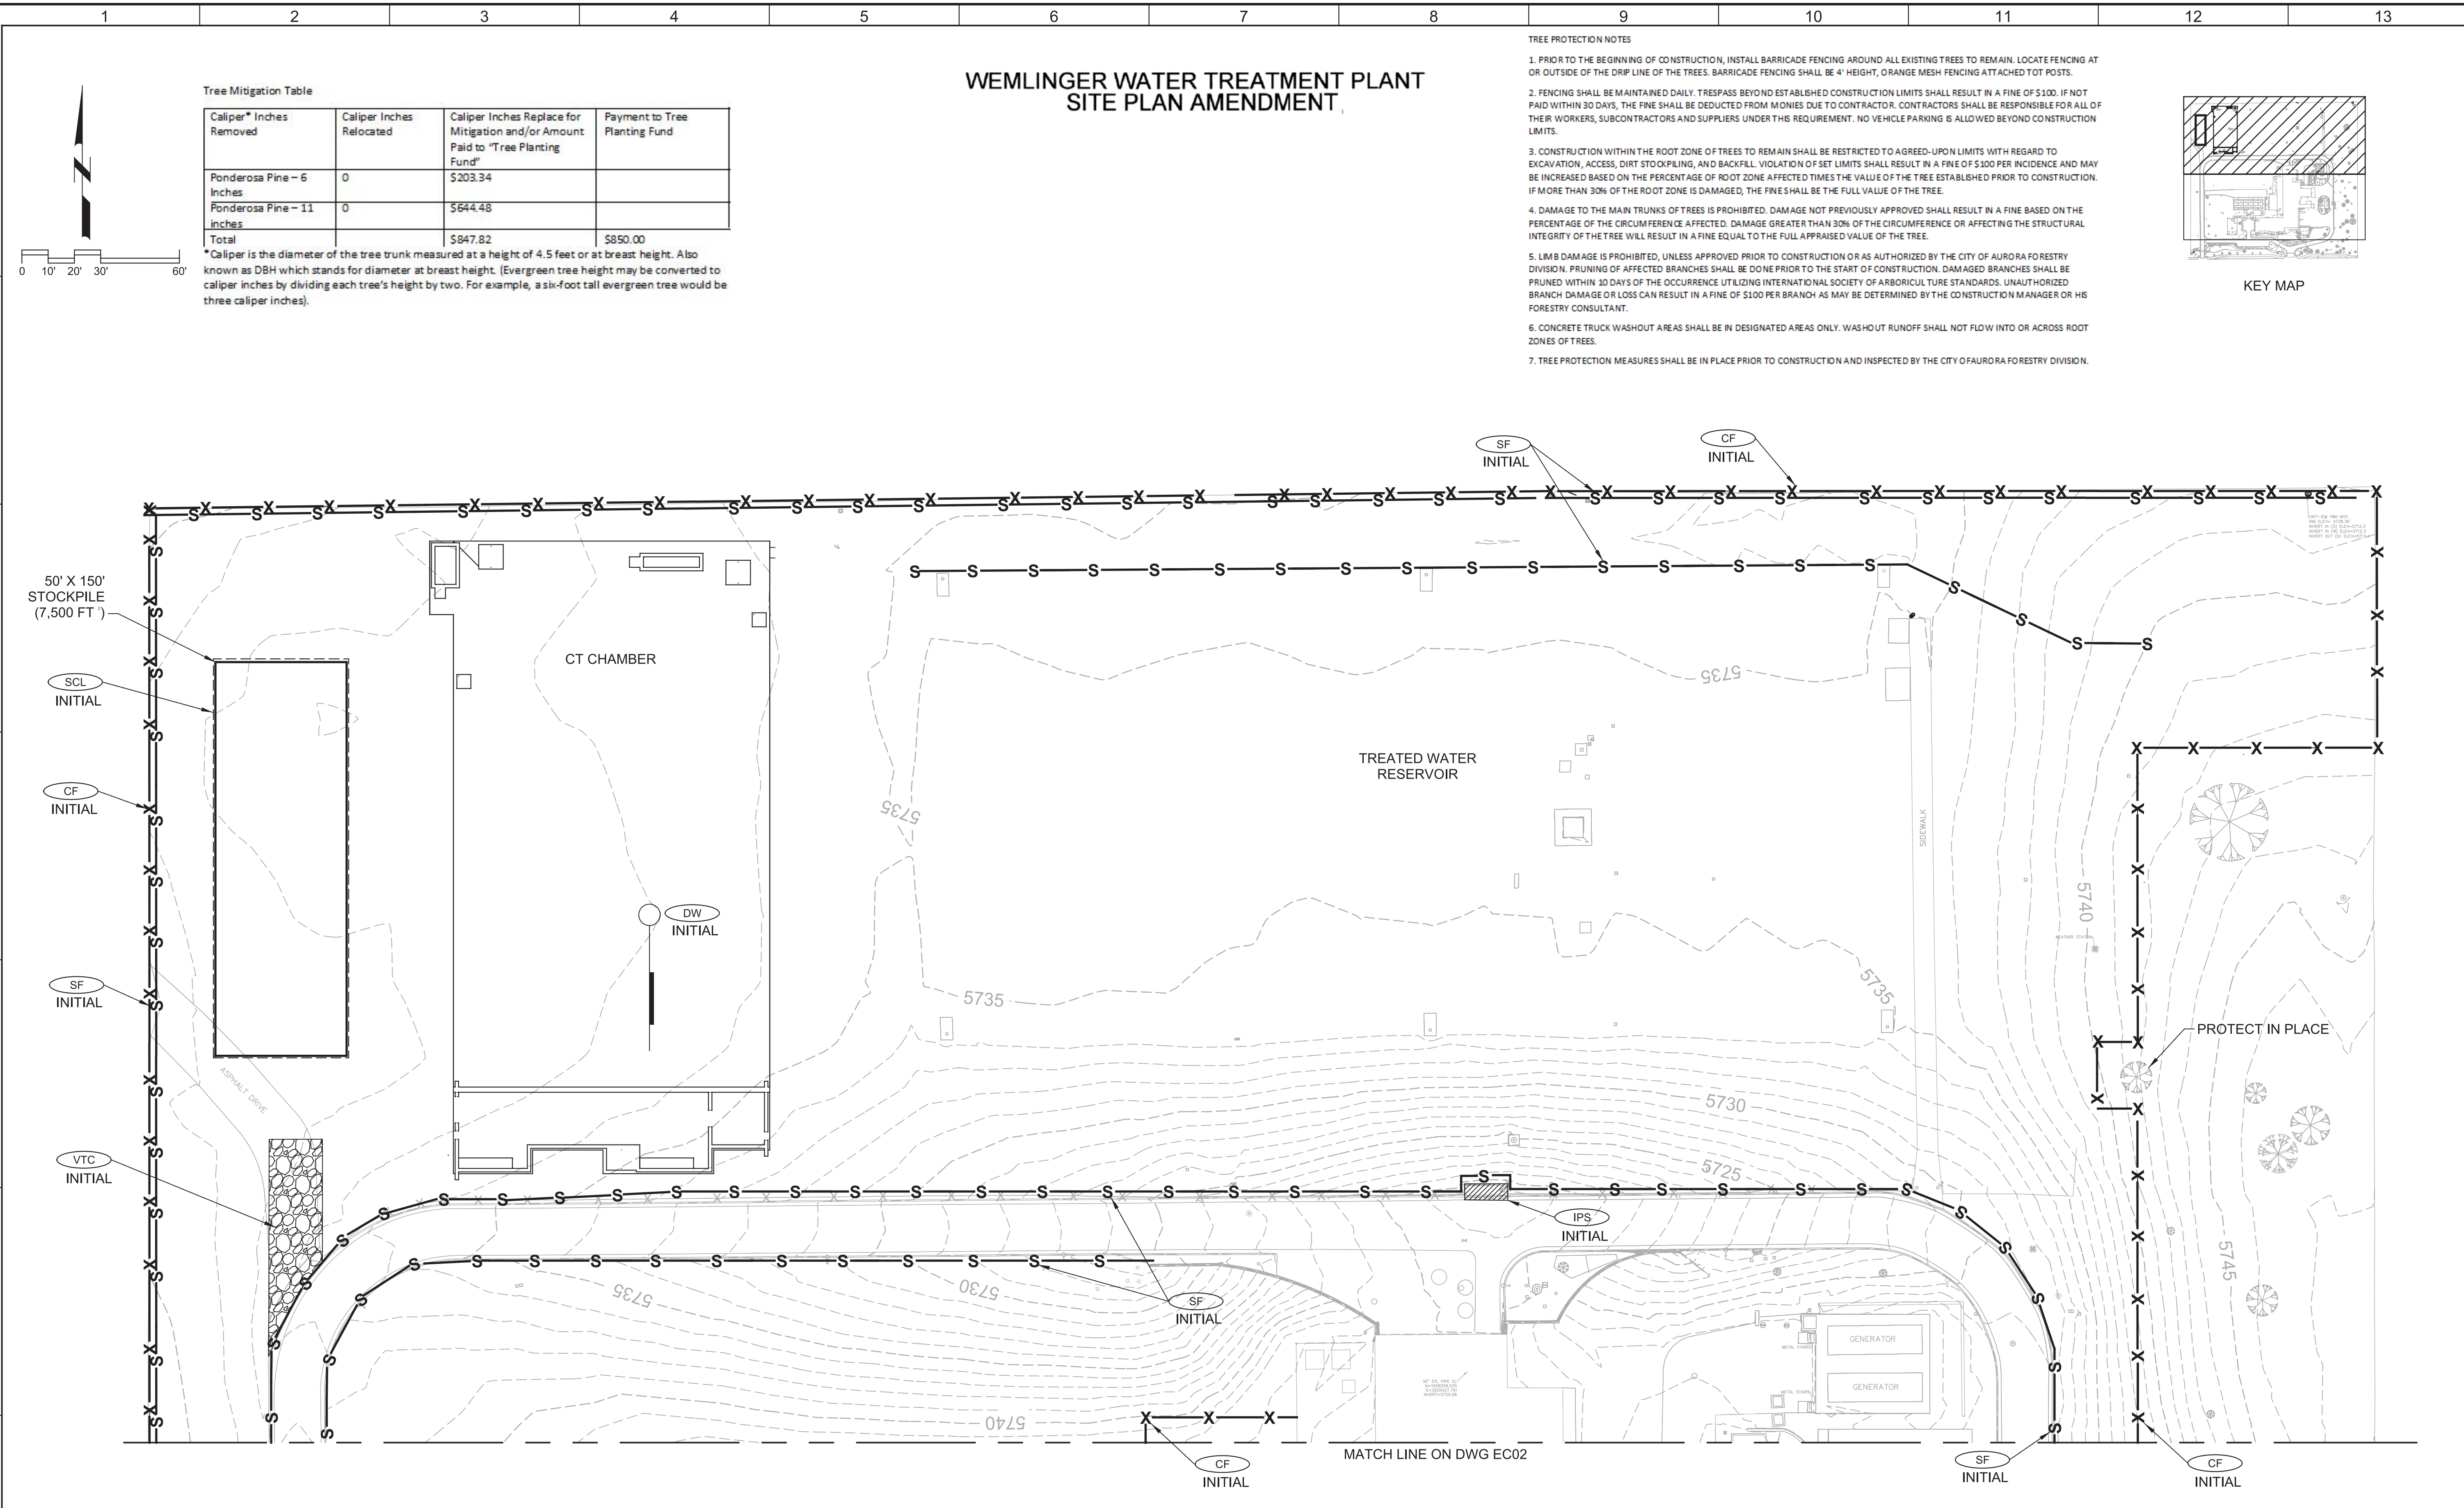 1 2 3 4 5 6 7 8 9 10 11 12 13
WEMLINGER WATER TREATMENT PLANT
SITE PLAN AMENDMENT
0 10' 20' 30' 60'
Tree Mitigation Table
Caliper* Inches
Removed
Caliper Inches
Relocated
Caliper Inches Replace for
Mitigation and/or Amount
Paid to "Tree Planting
Fund"
Payment to Tree
Planting Fund
Ponderosa Pine – 6
Inches
0
$203.34
Ponderosa Pine – 11
inches
0
$644.48
Total
$847.82
$850.00
*Caliper is the diameter of the tree trunk measured at a height of 4.5 feet or at breast height. Also
known as DBH which stands for diameter at breast height. (Evergreen tree height may be converted to
caliper inches by dividing each tree's height by two. For example, a six-foot tall evergreen tree would be
three caliper inches).
TREE PROTECTION NOTES
1. PRIOR TO THE BEGINNING OF CONSTRUCTION, INSTALL BARRICADE FENCING AROUND ALL EXISTING TREES TO REMAIN. LOCATE FENCING AT
OR OUTSIDE OF THE DRIP LINE OF THE TREES. BARRICADE FENCING SHALL BE 4' HEIGHT, ORANGE MESH FENCING ATTACHED TOT POSTS.
2. FENCING SHALL BE MAINTAINED DAILY. TRESPASS BEYOND ESTABLISHED CONSTRUCTION LIMITS SHALL RESULT IN A FINE OF $100. IF NOT
PAID WITHIN 30 DAYS, THE FINE SHALL BE DEDUCTED FROM MONIES DUE TO CONTRACTOR. CONTRACTORS SHALL BE RESPONSIBLE FOR ALL OF
THEIR WORKERS, SUBCONTRACTORS AND SUPPLIERS UNDER THIS REQUIREMENT. NO VEHICLE PARKING IS ALLOWED BEYOND CONSTRUCTION
LIMITS.
3. CONSTRUCTION WITHIN THE ROOT ZONE OF TREES TO REMAIN SHALL BE RESTRICTED TO AGREED-UPON LIMITS WITH REGARD TO
EXCAVATION, ACCESS, DIRT STOCKPILING, AND BACKFILL. VIOLATION OF SET LIMITS SHALL RESULT IN A FINE OF $100 PER INCIDENCE AND MAY
BE INCREASED BASED ON THE PERCENTAGE OF ROOT ZONE AFFECTED TIMES THE VALUE OF THE TREE ESTABLISHED PRIOR TO CONSTRUCTION.
IF MORE THAN 30% OF THE ROOT ZONE IS DAMAGED, THE FINE SHALL BE THE FULL VALUE OF THE TREE.
4. DAMAGE TO THE MAIN TRUNKS OF TREES IS PROHIBITED. DAMAGE NOT PREVIOUSLY APPROVED SHALL RESULT IN A FINE BASED ON THE
PERCENTAGE OF THE CIRCUMFERENCE AFFECTED. DAMAGE GREATER THAN 30% OF THE CIRCUMFERENCE OR AFFECTING THE STRUCTURAL
INTEGRITY OF THE TREE WILL RESULT IN A FINE EQUAL TO THE FULL APPRAISED VALUE OF THE TREE.
5. LIMB DAMAGE IS PROHIBITED, UNLESS APPROVED PRIOR TO CONSTRUCTION OR AS AUTHORIZED BY THE CITY OF AURORA FORESTRY
DIVISION. PRUNING OF AFFECTED BRANCHES SHALL BE DONE PRIOR TO THE START OF CONSTRUCTION. DAMAGED BRANCHES SHALL BE
PRUNED WITHIN 10 DAYS OF THE OCCURRENCE UTILIZING INTERNATIONAL SOCIETY OF ARBORICULTURE STANDARDS. UNAUTHORIZED
BRANCH DAMAGE OR LOSS CAN RESULT IN A FINE OF $100 PER BRANCH AS MAY BE DETERMINED BY THE CONSTRUCTION MANAGER OR HIS
FORESTRY CONSULTANT.
6. CONCRETE TRUCK WASHOUT AREAS SHALL BE IN DESIGNATED AREAS ONLY. WASHOUT RUNOFF SHALL NOT FLOW INTO OR ACROSS ROOT
ZONES OF TREES.
7. TREE PROTECTION MEASURES SHALL BE IN PLACE PRIOR TO CONSTRUCTION AND INSPECTED BY THE CITY OFAURORA FORESTRY DIVISION.
KEY MAP
SF
INITIAL
CF
INITIAL
50' X 150'
STOCKPILE
(7,500 FT²)
SCL
INITIAL
CF
INITIAL
SF
INITIAL
VTC
INITIAL
CT CHAMBER
DW
INITIAL
TREATED WATER
RESERVOIR
5735
5735
5735
5735
SIDEWALK
5740
WEATHER STATION
PROTECT IN PLACE
ASPHALT DRIVE
5730
5725
IPS
INITIAL
5745
5735
5730
SF
INITIAL
GENERATOR
METAL STAIRS
GENERATOR
METAL STAIRS
5740
MATCH LINE ON DWG EC02
CF
INITIAL
SF
INITIAL
CF
INITIAL